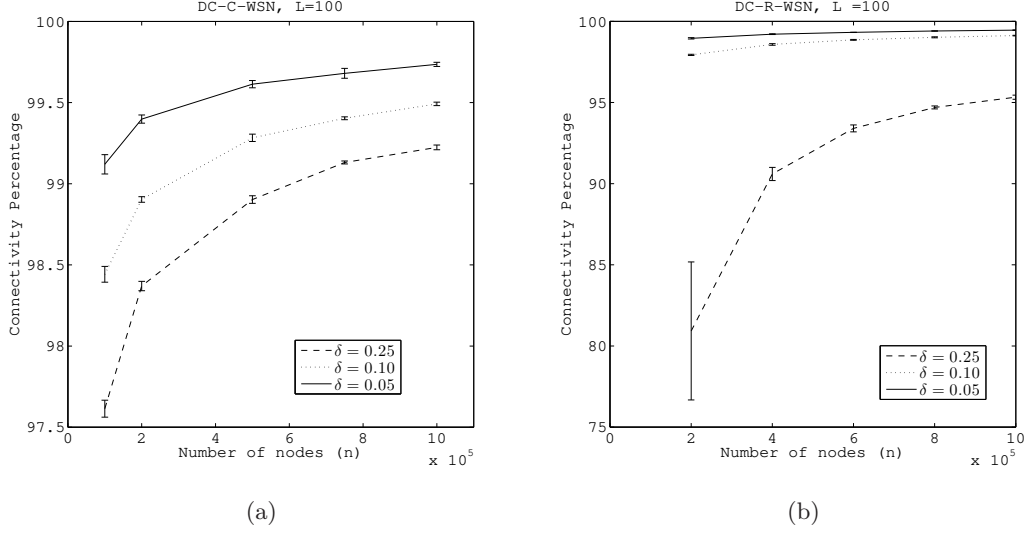 DC-C-WSN, L=100
100
99.5
99
98.5
98
97.5
0 2 4 6 8 10
Connectivity Percentage
Number of nodes (n)
x 10^5
δ = 0.25
δ = 0.10
δ = 0.05
(a)
DC-R-WSN, L =100
100
95
90
85
80
75
0 2 4 6 8 10
Connectivity Percentage
Number of nodes (n)
x 10^5
δ = 0.25
δ = 0.10
δ = 0.05
(b)